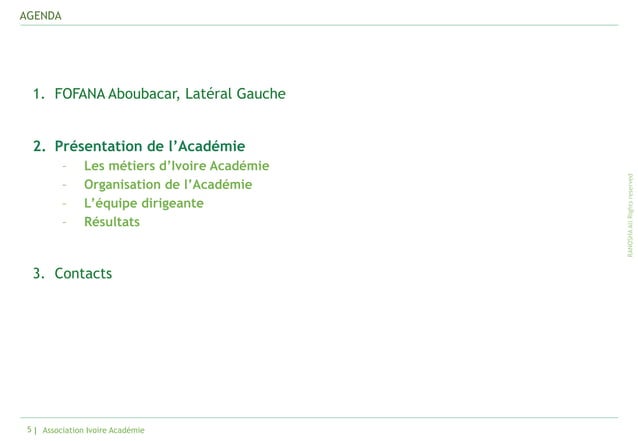 AGENDA
1. FOFANA Aboubacar, Latéral Gauche
2. Présentation de l’Académie
– Les métiers d’Ivoire Académie
– Organisation de l’Académie
– L’équipe dirigeante
– Résultats
3. Contacts
RANOSHA All Rights reserved
5 | Association Ivoire Académie